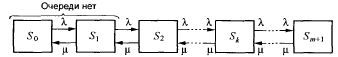 Очереди нет
λ λ λ λ λ λ
S0 S1 S2 Sk Sm+1
μ μ μ μ μ μ